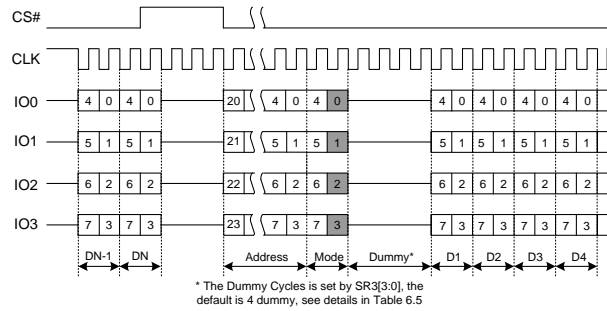 CS#
CLK
IO0 4 0 4 0 20 4 0 4 0 4 0 4 0 4 0 4 0
IO1 5 1 5 1 21 5 1 5 1 5 1 5 1 5 1 5 1
IO2 6 2 6 2 22 6 2 6 2 6 2 6 2 6 2 6 2
IO3 7 3 7 3 23 7 3 7 3 7 3 7 3 7 3 7 3
DN-1 DN Address Mode Dummy* D1 D2 D3 D4
* The Dummy Cycles is set by SR3[3:0], the
default is 4 dummy, see details in Table 6.5